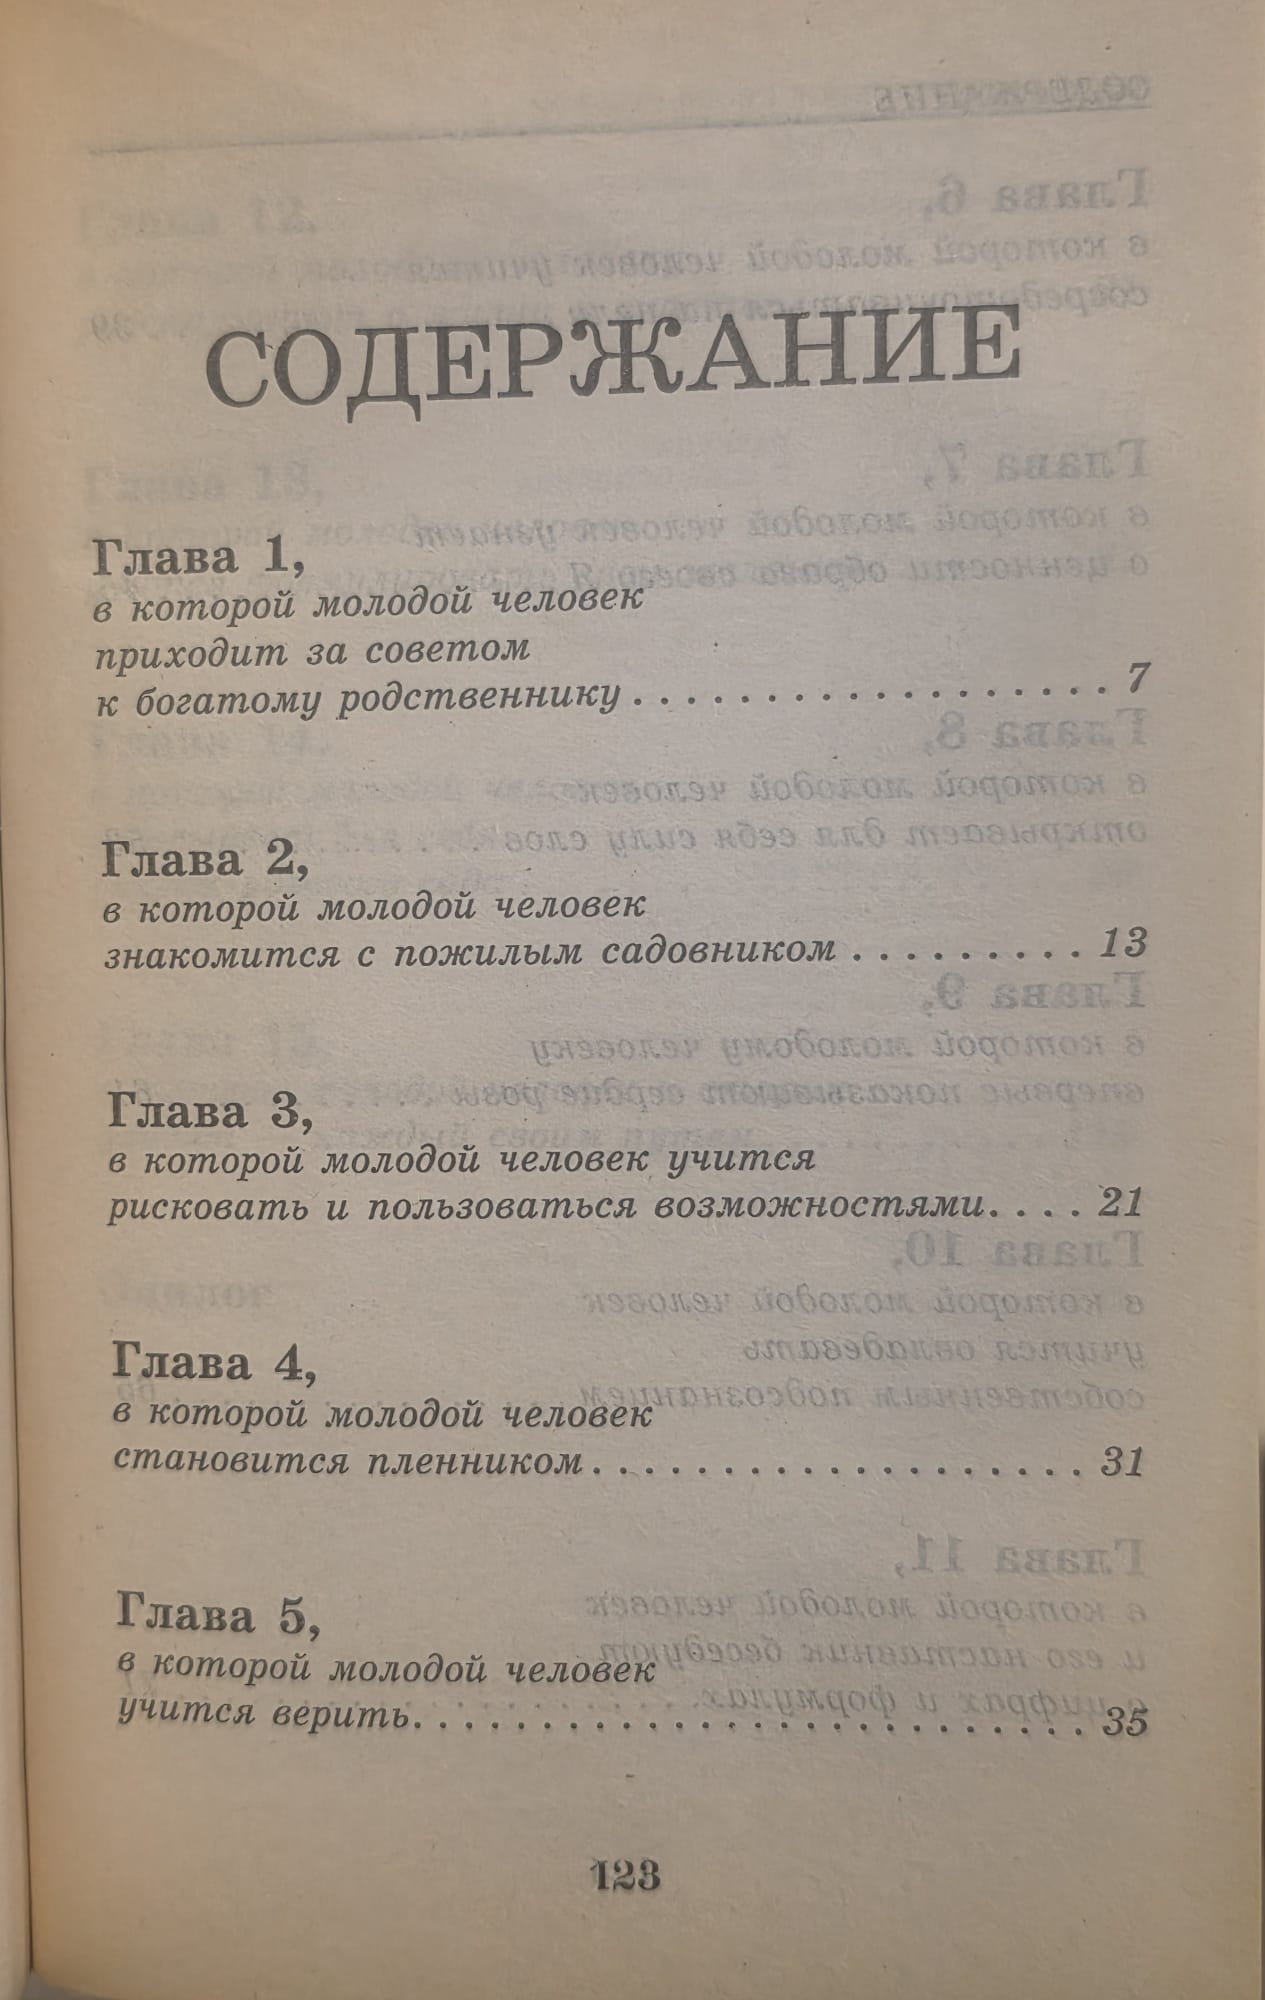 СОДЕРЖАНИЕ
Глава 1,
в которой молодой человек
приходит за советом
к богатому родственнику . . . . . . . . . . . . . . . . . . . 7
Глава 2,
в которой молодой человек
знакомится с пожилым садовником . . . . . . . . . 13
Глава 3,
в которой молодой человек учится
рисковать и пользоваться возможностями. . . . 21
Глава 4,
в которой молодой человек
становится пленником . . . . . . . . . . . . . . . . . . . 31
Глава 5,
в которой молодой человек
учится верить. . . . . . . . . . . . . . . . . . . . . . . . . . 35
123